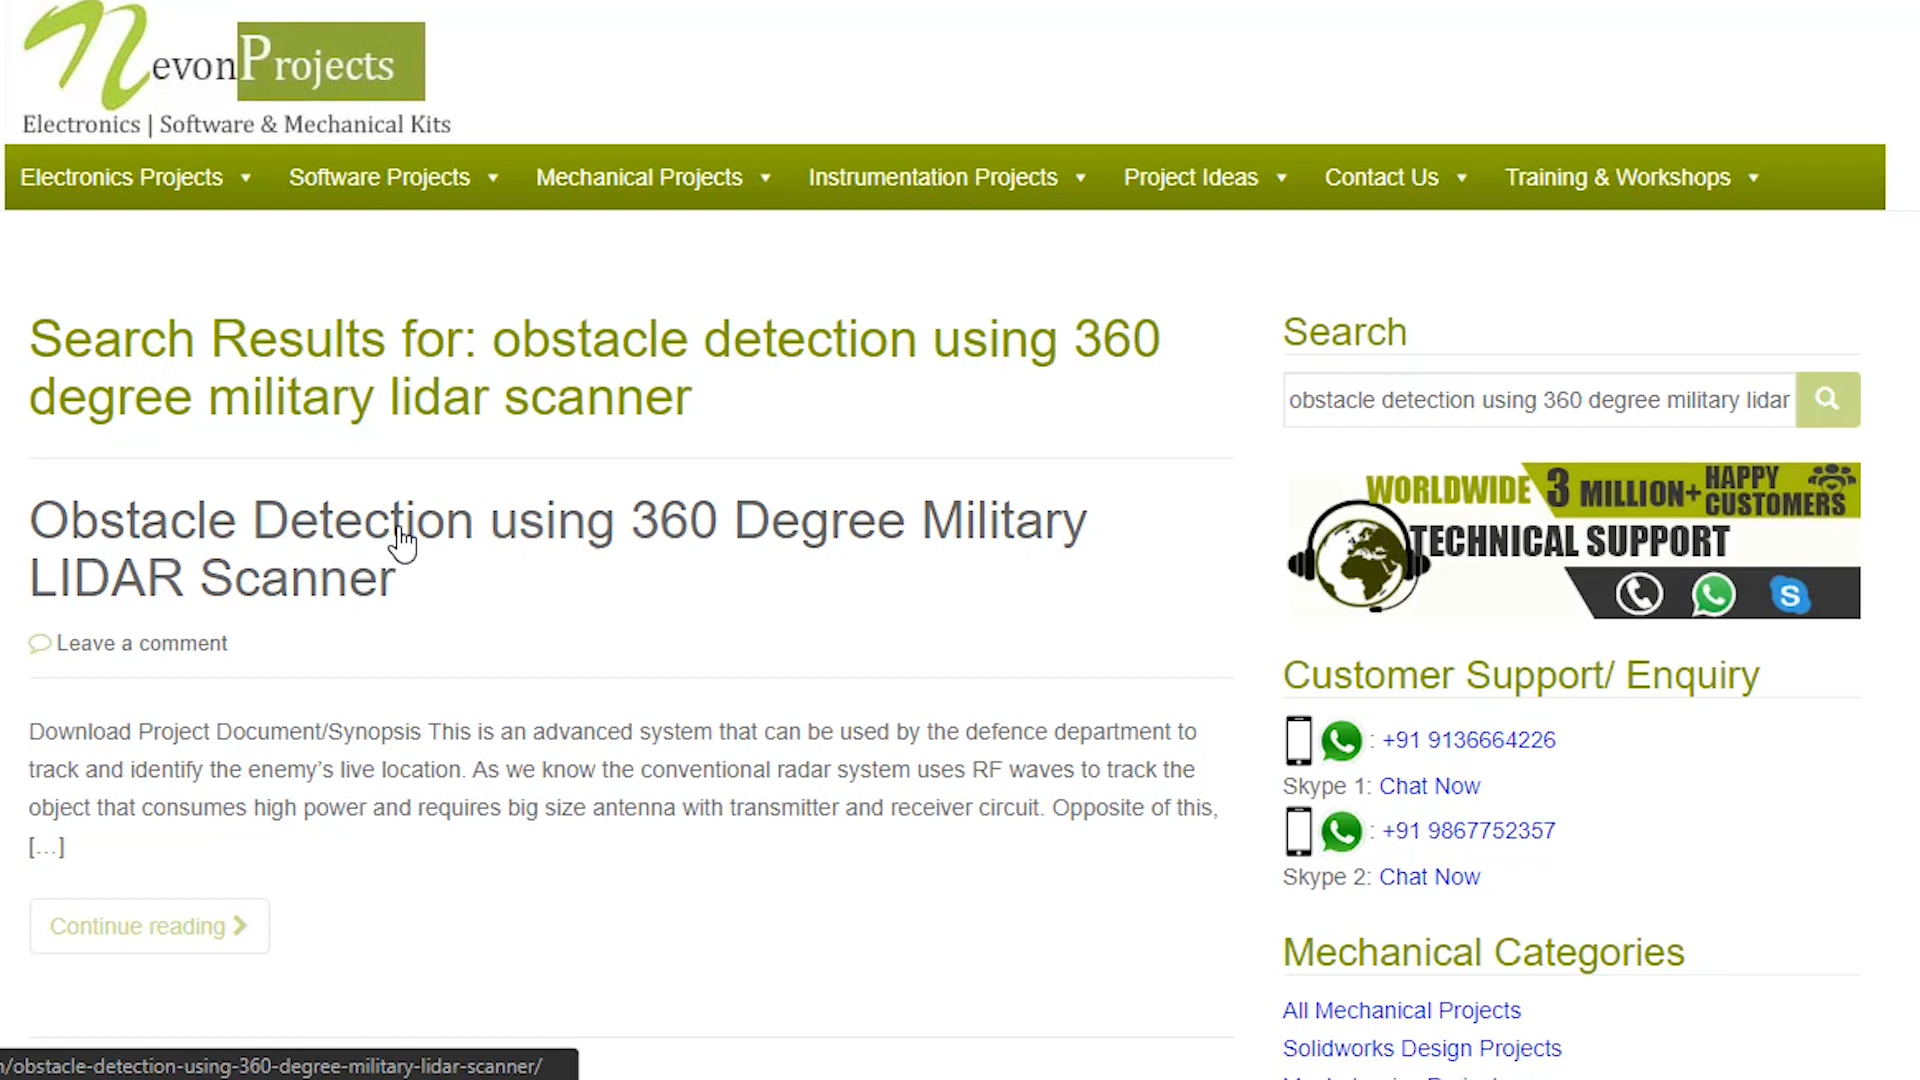 NevonProjects
Electronics | Software & Mechanical Kits
Electronics Projects
Software Projects
Mechanical Projects
Instrumentation Projects
Project Ideas
Contact Us
Training & Workshops
Search Results for: obstacle detection using 360
degree military lidar scanner
Obstacle Detection using 360 Degree Military
LIDAR Scanner
Leave a comment
Download Project Document/Synopsis This is an advanced system that can be used by the defence department to
track and identify the enemy's live location. As we know the conventional radar system uses RF waves to track the
object that consumes high power and requires big size antenna with transmitter and receiver circuit. Opposite of this,
[…]
Continue reading
Search
obstacle detection using 360 degree military lidar
WORLDWIDE 3 MILLION+ HAPPY CUSTOMERS
TECHNICAL SUPPORT
Customer Support/ Enquiry
: +91 9136664226
Skype 1: Chat Now
: +91 9867752357
Skype 2: Chat Now
Mechanical Categories
All Mechanical Projects
Solidworks Design Projects
/obstacle-detection-using-360-degree-military-lidar-scanner/